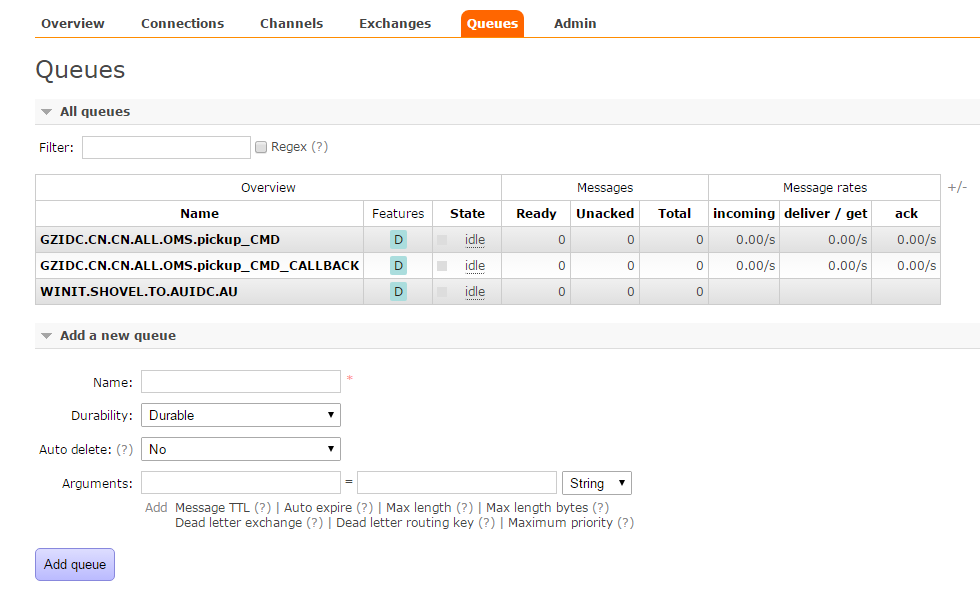 Overview Connections Channels Exchanges Queues Admin
Queues
All queues
Filter: Regex (?)
Overview Messages Message rates +/-
Name Features State Ready Unacked Total incoming deliver / get ack
GZIDC.CN.CN.ALL.OMS.pickup_CMD D idle 0 0 0 0.00/s 0.00/s 0.00/s
GZIDC.CN.CN.ALL.OMS.pickup_CMD_CALLBACK D idle 0 0 0 0.00/s 0.00/s 0.00/s
WINIT.SHOVEL.TO.AUIDC.AU D idle 0 0 0
Add a new queue
Name: *
Durability: Durable
Auto delete: (?) No
Arguments: = String
Add Message TTL (?) | Auto expire (?) | Max length (?) | Max length bytes (?)
Dead letter exchange (?) | Dead letter routing key (?) | Maximum priority (?)
Add queue